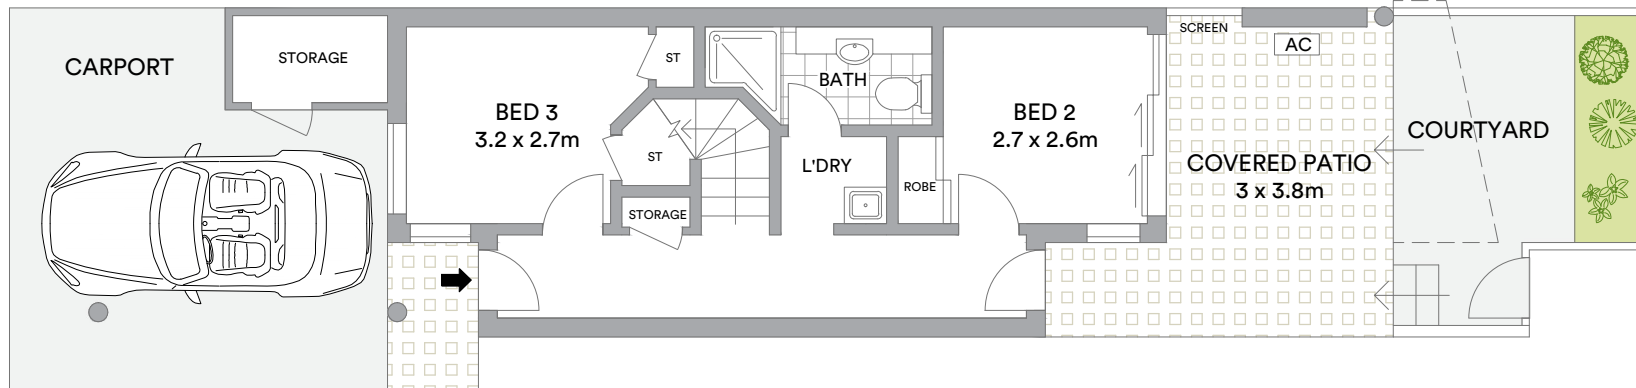 CARPORT
STORAGE
BED 3
3.2 x 2.7m
ST
ST
STORAGE
BATH
L'DRY
ROBE
BED 2
2.7 x 2.6m
SCREEN
AC
COVERED PATIO
3 x 3.8m
COURTYARD